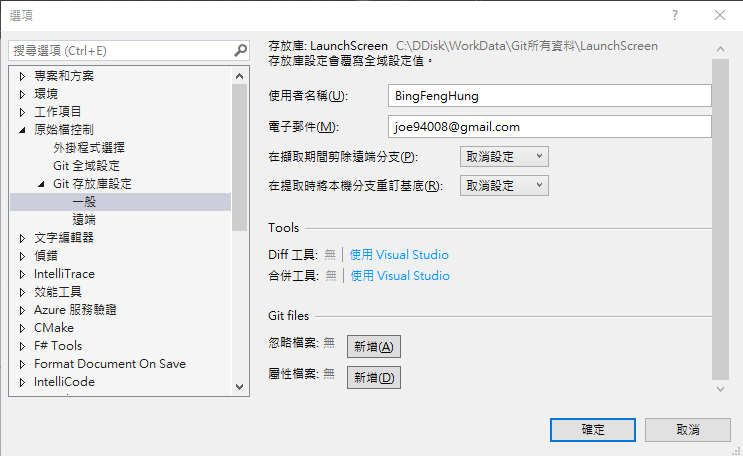 選項
搜尋選項 (Ctrl+E)
專案和方案
環境
工作項目
原始檔控制
外掛程式選擇
Git 全域設定
Git 存放庫設定
一般
遠端
文字編輯器
偵錯
IntelliTrace
效能工具
Azure 服務驗證
CMake
F# Tools
Format Document On Save
IntelliCode
存放庫: LaunchScreen C:\DDisk\WorkData\Git所有資料\LaunchScreen
存放庫設定會覆寫全域設定值。
使用者名稱(U): BingFengHung
電子郵件(M): joe94008@gmail.com
在擷取期間剪除遠端分支(P): 取消設定
在提取時將本機分支重訂基底(R): 取消設定
Tools
Diff 工具: 無 | 使用 Visual Studio
合併工具: 無 | 使用 Visual Studio
Git files
忽略檔案: 無 新增(A)
屬性檔案: 無 新增(D)
確定 取消